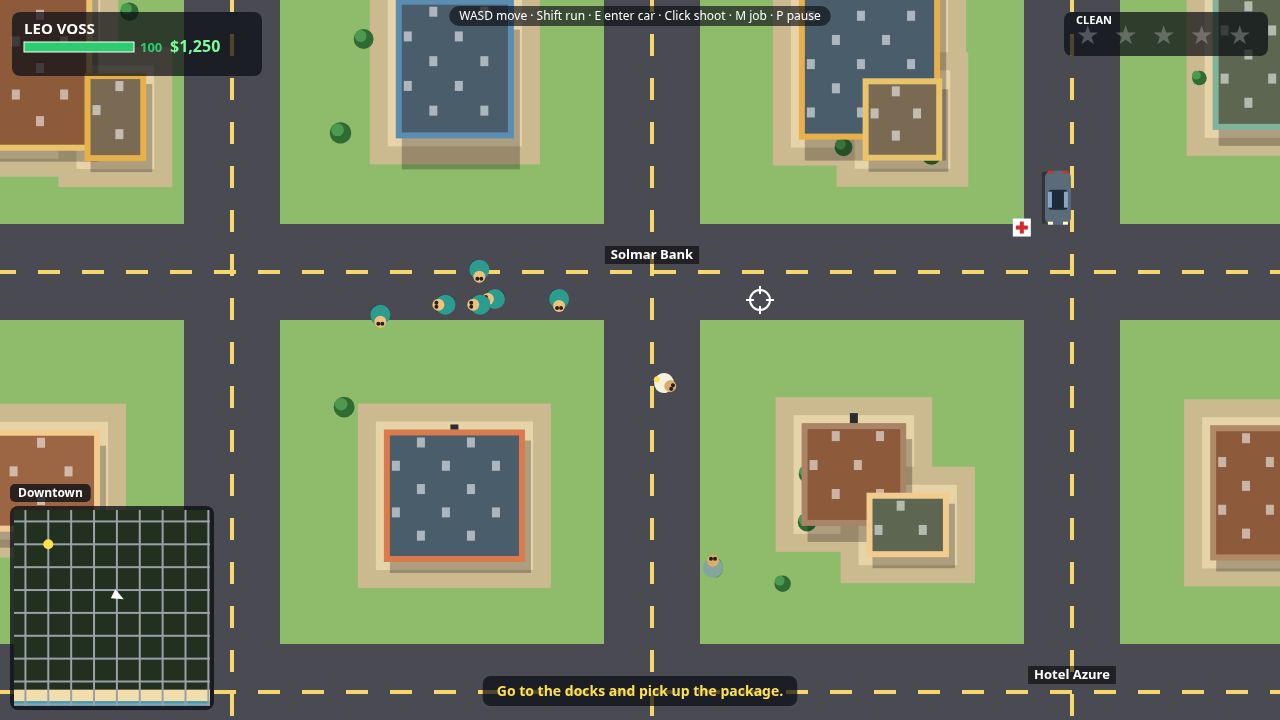 LEO VOSS
100 $1,250
WASD move · Shift run · E enter car · Click shoot · M job · P pause
CLEAN
Solmar Bank
Downtown
Hotel Azure
Go to the docks and pick up the package.